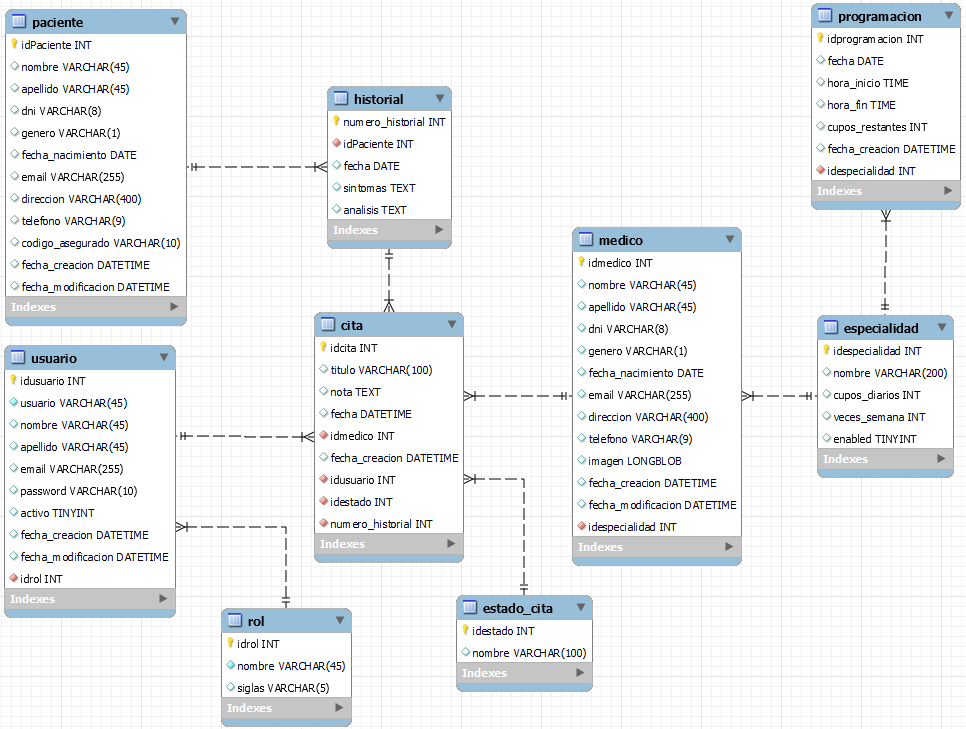 paciente
idPaciente INT
nombre VARCHAR(45)
apellido VARCHAR(45)
dni VARCHAR(8)
genero VARCHAR(1)
fecha_nacimiento DATE
email VARCHAR(255)
direccion VARCHAR(400)
telefono VARCHAR(9)
codigo_asegurado VARCHAR(10)
fecha_creacion DATETIME
fecha_modificacion DATETIME
Indexes
historial
numero_historial INT
idPaciente INT
fecha DATE
sintomas TEXT
analisis TEXT
Indexes
programacion
idprogramacion INT
fecha DATE
hora_inicio TIME
hora_fin TIME
cupos_restantes INT
fecha_creacion DATETIME
idespecialidad INT
Indexes
medico
idmedico INT
nombre VARCHAR(45)
apellido VARCHAR(45)
dni VARCHAR(8)
genero VARCHAR(1)
fecha_nacimiento DATE
email VARCHAR(255)
direccion VARCHAR(400)
telefono VARCHAR(9)
imagen LONGBLOB
fecha_creacion DATETIME
fecha_modificacion DATETIME
idespecialidad INT
Indexes
especialidad
idespecialidad INT
nombre VARCHAR(200)
cupos_diarios INT
veces_semana INT
enabled TINYINT
Indexes
cita
idcita INT
titulo VARCHAR(100)
nota TEXT
fecha DATETIME
idmedico INT
fecha_creacion DATETIME
idusuario INT
idestado INT
numero_historial INT
Indexes
usuario
idusuario INT
usuario VARCHAR(45)
nombre VARCHAR(45)
apellido VARCHAR(45)
email VARCHAR(255)
password VARCHAR(10)
activo TINYINT
fecha_creacion DATETIME
fecha_modificacion DATETIME
idrol INT
Indexes
rol
idrol INT
nombre VARCHAR(45)
siglas VARCHAR(5)
Indexes
estado_cita
idestado INT
nombre VARCHAR(100)
Indexes